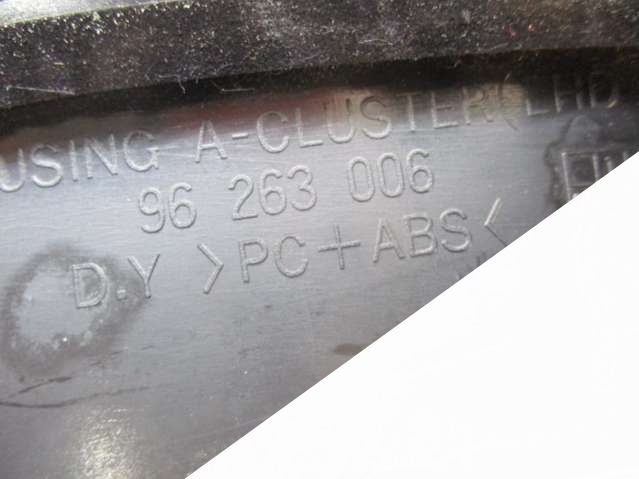 USING A-CLUSTER (LHD
96 263 006
D.Y >PC+ABS<